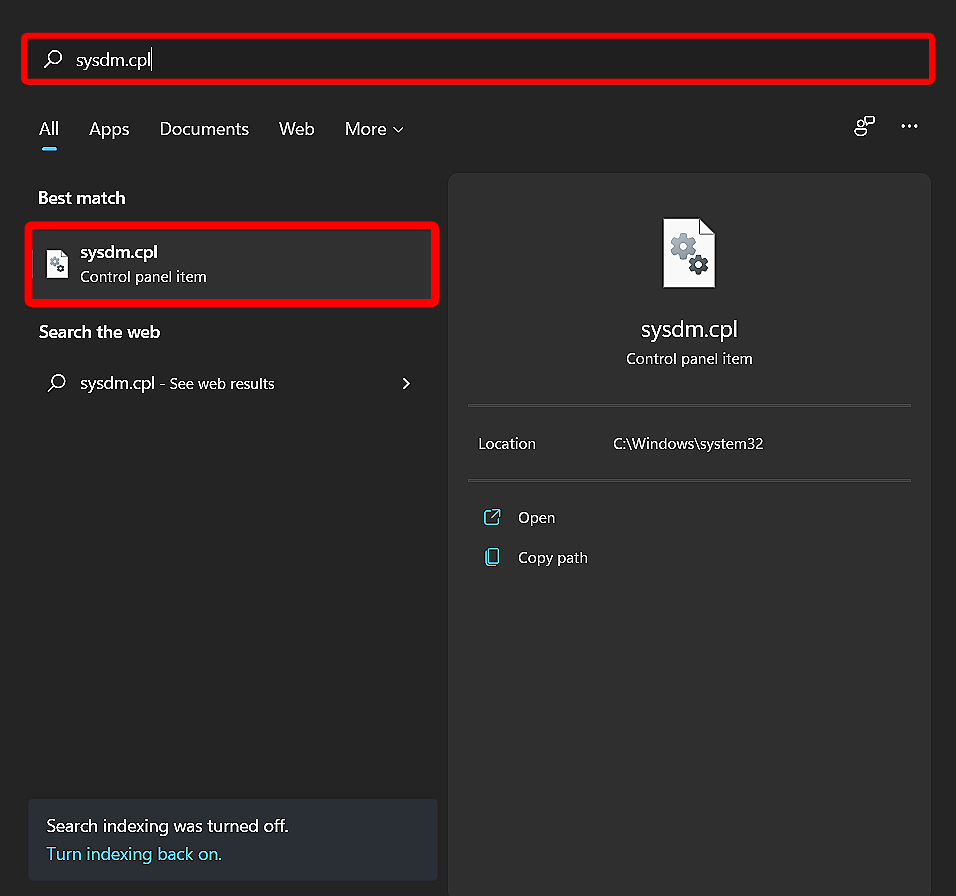 sysdm.cpl
All Apps Documents Web More
Best match
sysdm.cpl
Control panel item
Search the web
sysdm.cpl - See web results
sysdm.cpl
Control panel item
Location C:\Windows\system32
Open
Copy path
Search indexing was turned off.
Turn indexing back on.